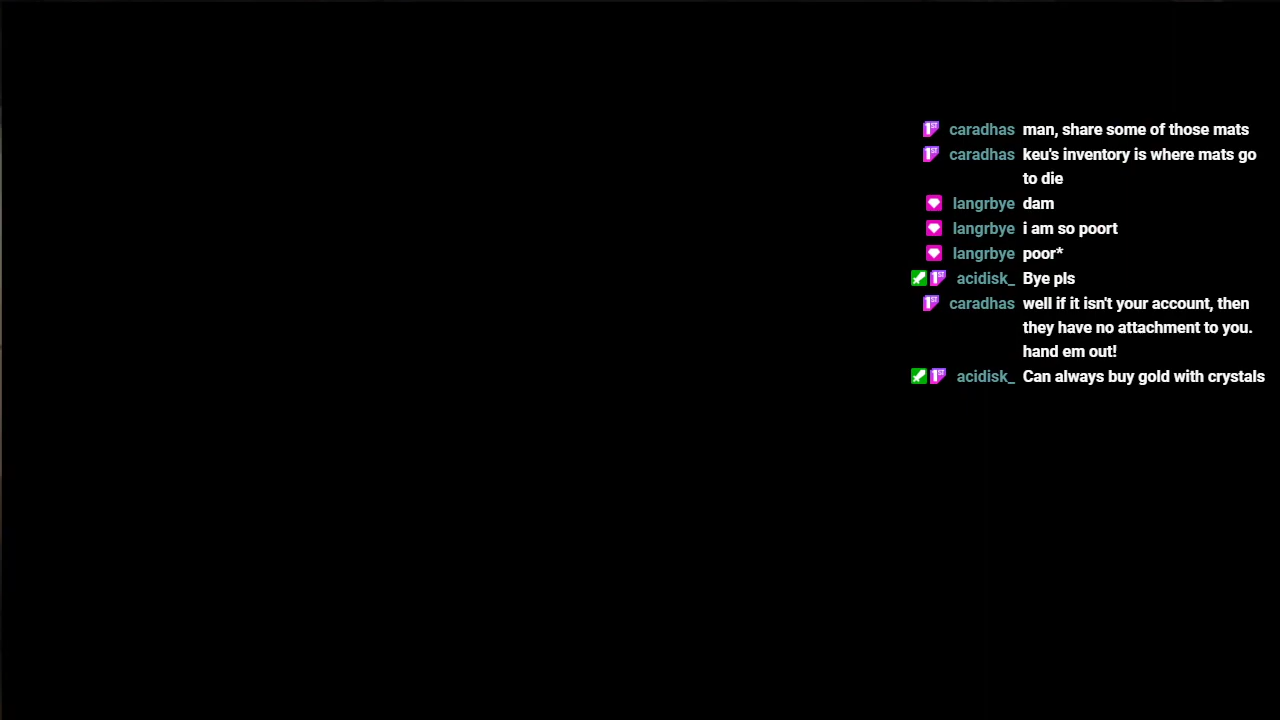 caradhas man, share some of those mats
caradhas keu's inventory is where mats go
to die
langrbye dam
langrbye i am so poort
langrbye poor*
acidisk_ Bye pls
caradhas well if it isn't your account, then
they have no attachment to you.
hand em out!
acidisk_ Can always buy gold with crystals